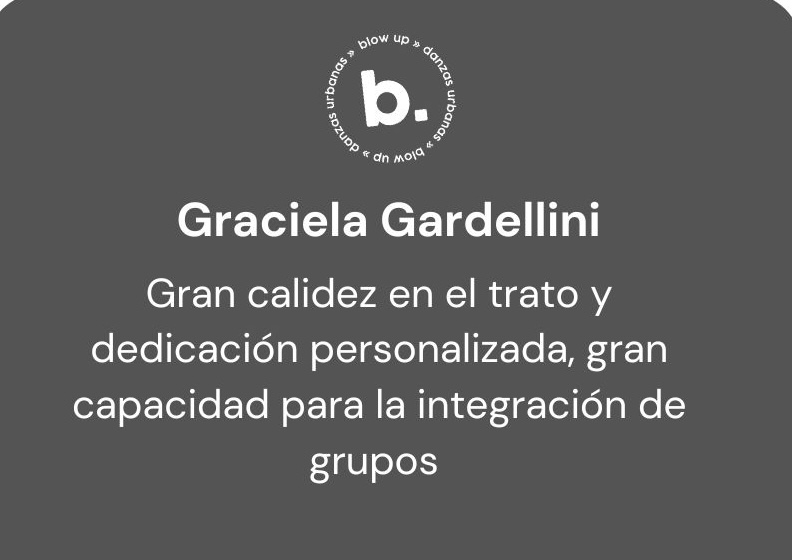 blow up » danzas urbanas » blow up » danzas urbanas »
b.
Graciela Gardellini
Gran calidez en el trato y
dedicación personalizada, gran
capacidad para la integración de
grupos